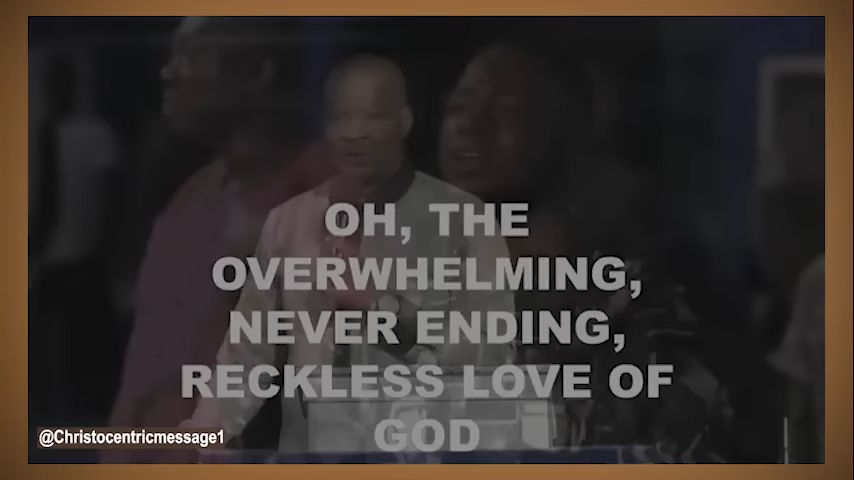 OH, THE
OVERWHELMING,
NEVER ENDING,
RECKLESS LOVE OF
GOD
@Christocentricmessage1